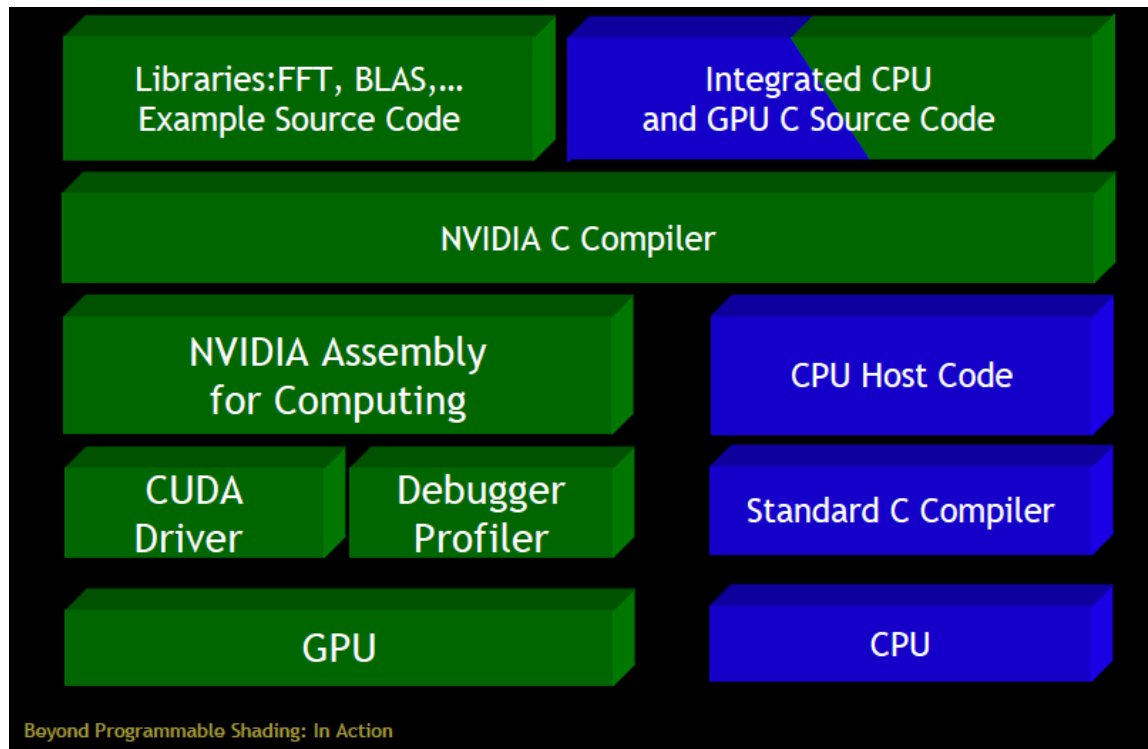 Libraries:FFT, BLAS,...
Example Source Code
Integrated CPU
and GPU C Source Code
NVIDIA C Compiler
NVIDIA Assembly
for Computing
CPU Host Code
CUDA
Driver
Debugger
Profiler
Standard C Compiler
GPU
CPU
Beyond Programmable Shading: In Action